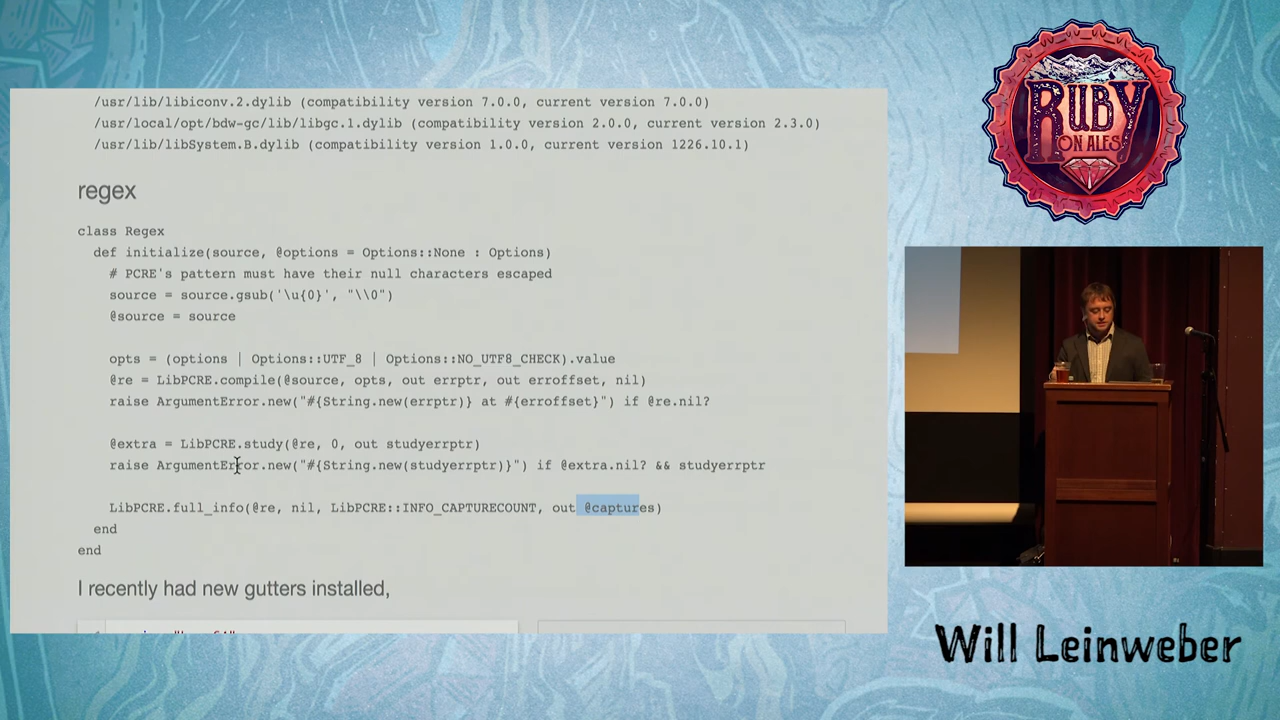 /usr/lib/libiconv.2.dylib (compatibility version 7.0.0, current version 7.0.0)
/usr/local/opt/bdw-gc/lib/libgc.1.dylib (compatibility version 2.0.0, current version 2.3.0)
/usr/lib/libSystem.B.dylib (compatibility version 1.0.0, current version 1226.10.1)
regex
class Regex
  def initialize(source, @options = Options::None : Options)
    # PCRE's pattern must have their null characters escaped
    source = source.gsub('\u{0}', "\\0")
    @source = source
    opts = (options | Options::UTF_8 | Options::NO_UTF8_CHECK).value
    @re = LibPCRE.compile(@source, opts, out errptr, out erroffset, nil)
    raise ArgumentError.new("#{String.new(errptr)} at #{erroffset}") if @re.nil?
    @extra = LibPCRE.study(@re, 0, out studyerrptr)
    raise ArgumentError.new("#{String.new(studyerrptr)}") if @extra.nil? && studyerrptr
    LibPCRE.full_info(@re, nil, LibPCRE::INFO_CAPTURECOUNT, out @captures)
  end
end
I recently had new gutters installed,
RUBY
ON ALES
Will Leinweber